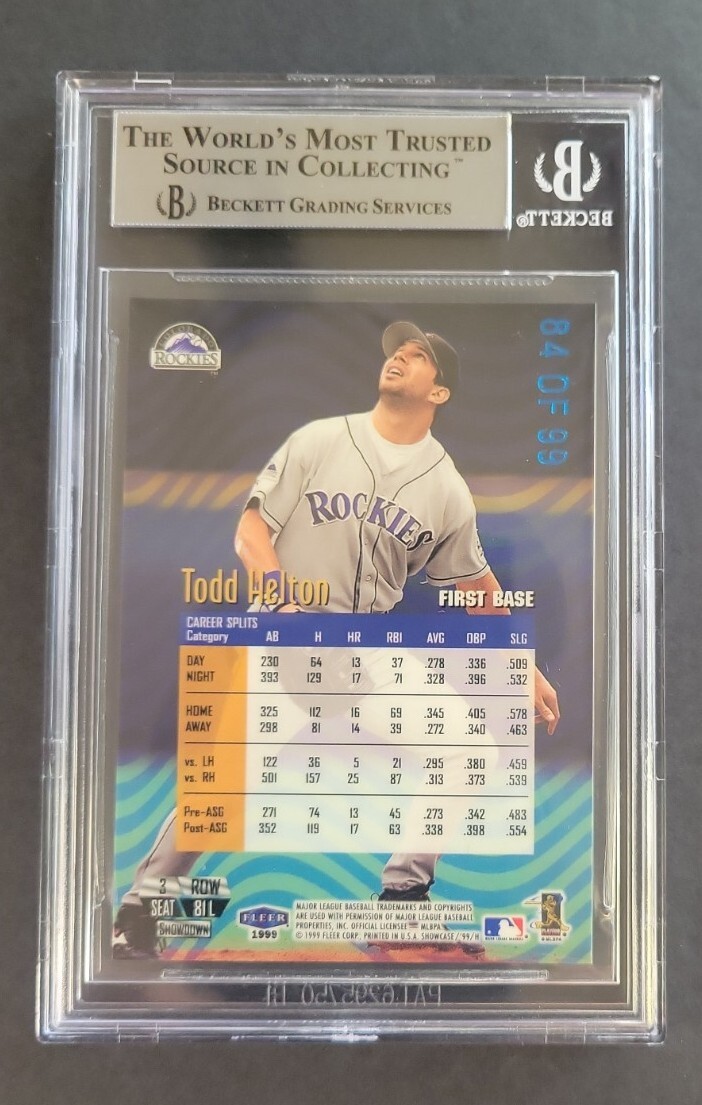 THE WORLD'S MOST TRUSTED
SOURCE IN COLLECTING™
B BECKETT GRADING SERVICES
B
BECKETT®
COLORADO
ROCKIES
84 OF 99
ROCKIES
Todd Helton
FIRST BASE
CAREER SPLITS
Category AB H HR RBI AVG OBP SLG
DAY 230 64 13 37 .278 .336 .509
NIGHT 393 129 17 71 .328 .396 .532
HOME 325 112 16 69 .345 .405 .578
AWAY 298 81 14 39 .272 .340 .463
vs. LH 122 36 5 21 .295 .380 .459
vs. RH 501 157 25 87 .313 .373 .539
Pre-ASG 271 74 13 45 .273 .342 .483
Post-ASG 352 119 17 63 .338 .398 .554
3 ROW
SEAT 81L
SHOWDOWN
FLEER
1999
MAJOR LEAGUE BASEBALL TRADEMARKS AND COPYRIGHTS
ARE USED WITH PERMISSION OF MAJOR LEAGUE BASEBALL
PROPERTIES, INC. OFFICIAL LICENSEE MLBPA
© 1999 FLEER CORP. PRINTED IN U.S.A. SHOWCASE/'99/H